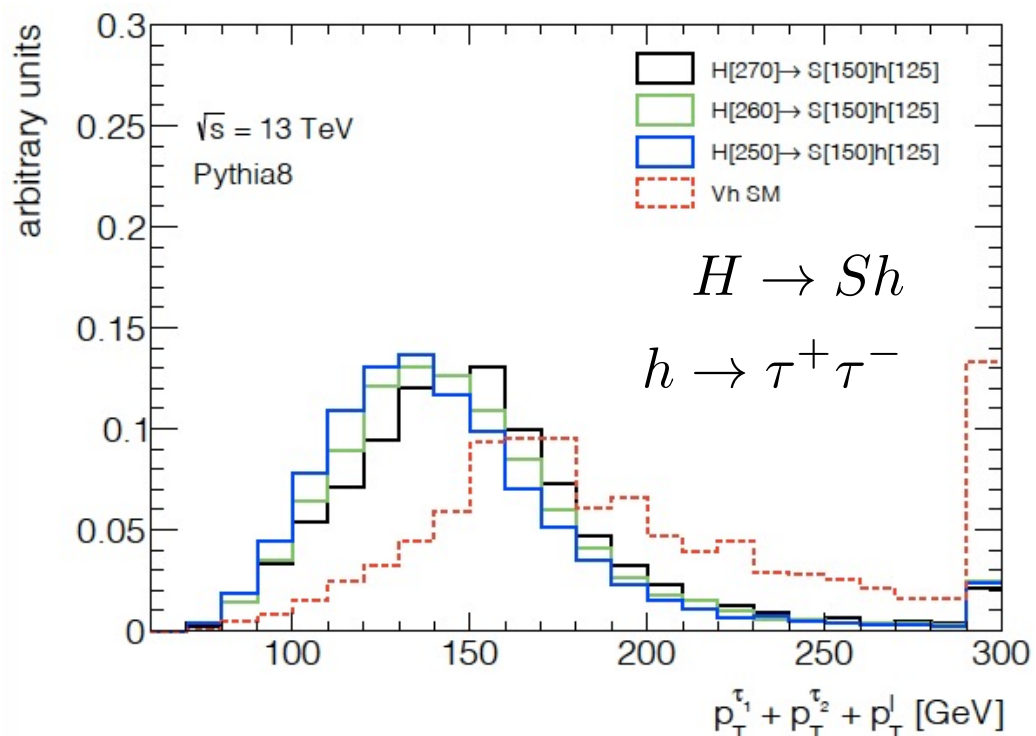 arbitrary units
0.3
0.25
0.2
0.15
0.1
0.05
0
√s = 13 TeV
Pythia8
H[270]→ S[150]h[125]
H[260]→ S[150]h[125]
H[250]→ S[150]h[125]
Vh SM
H → Sh
h → τ⁺τ⁻
100 150 200 250 300
p_T^{τ₁} + p_T^{τ₂} + p_T^l [GeV]